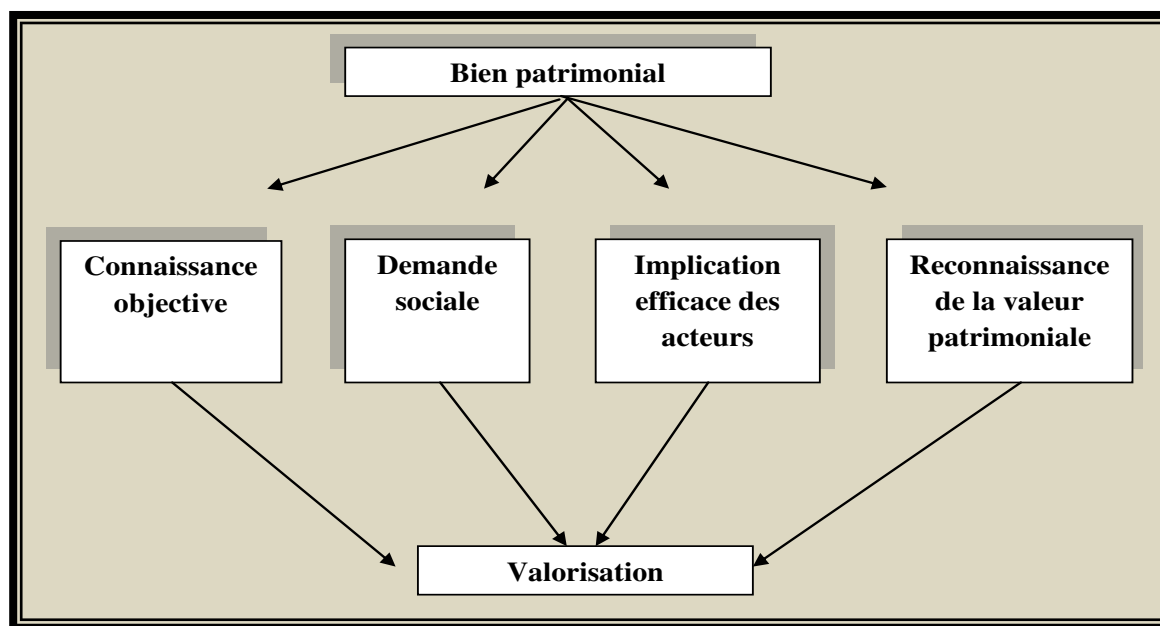 Bien patrimonial
Connaissance
objective
Demande
sociale
Implication
efficace des
acteurs
Reconnaissance
de la valeur
patrimoniale
Valorisation